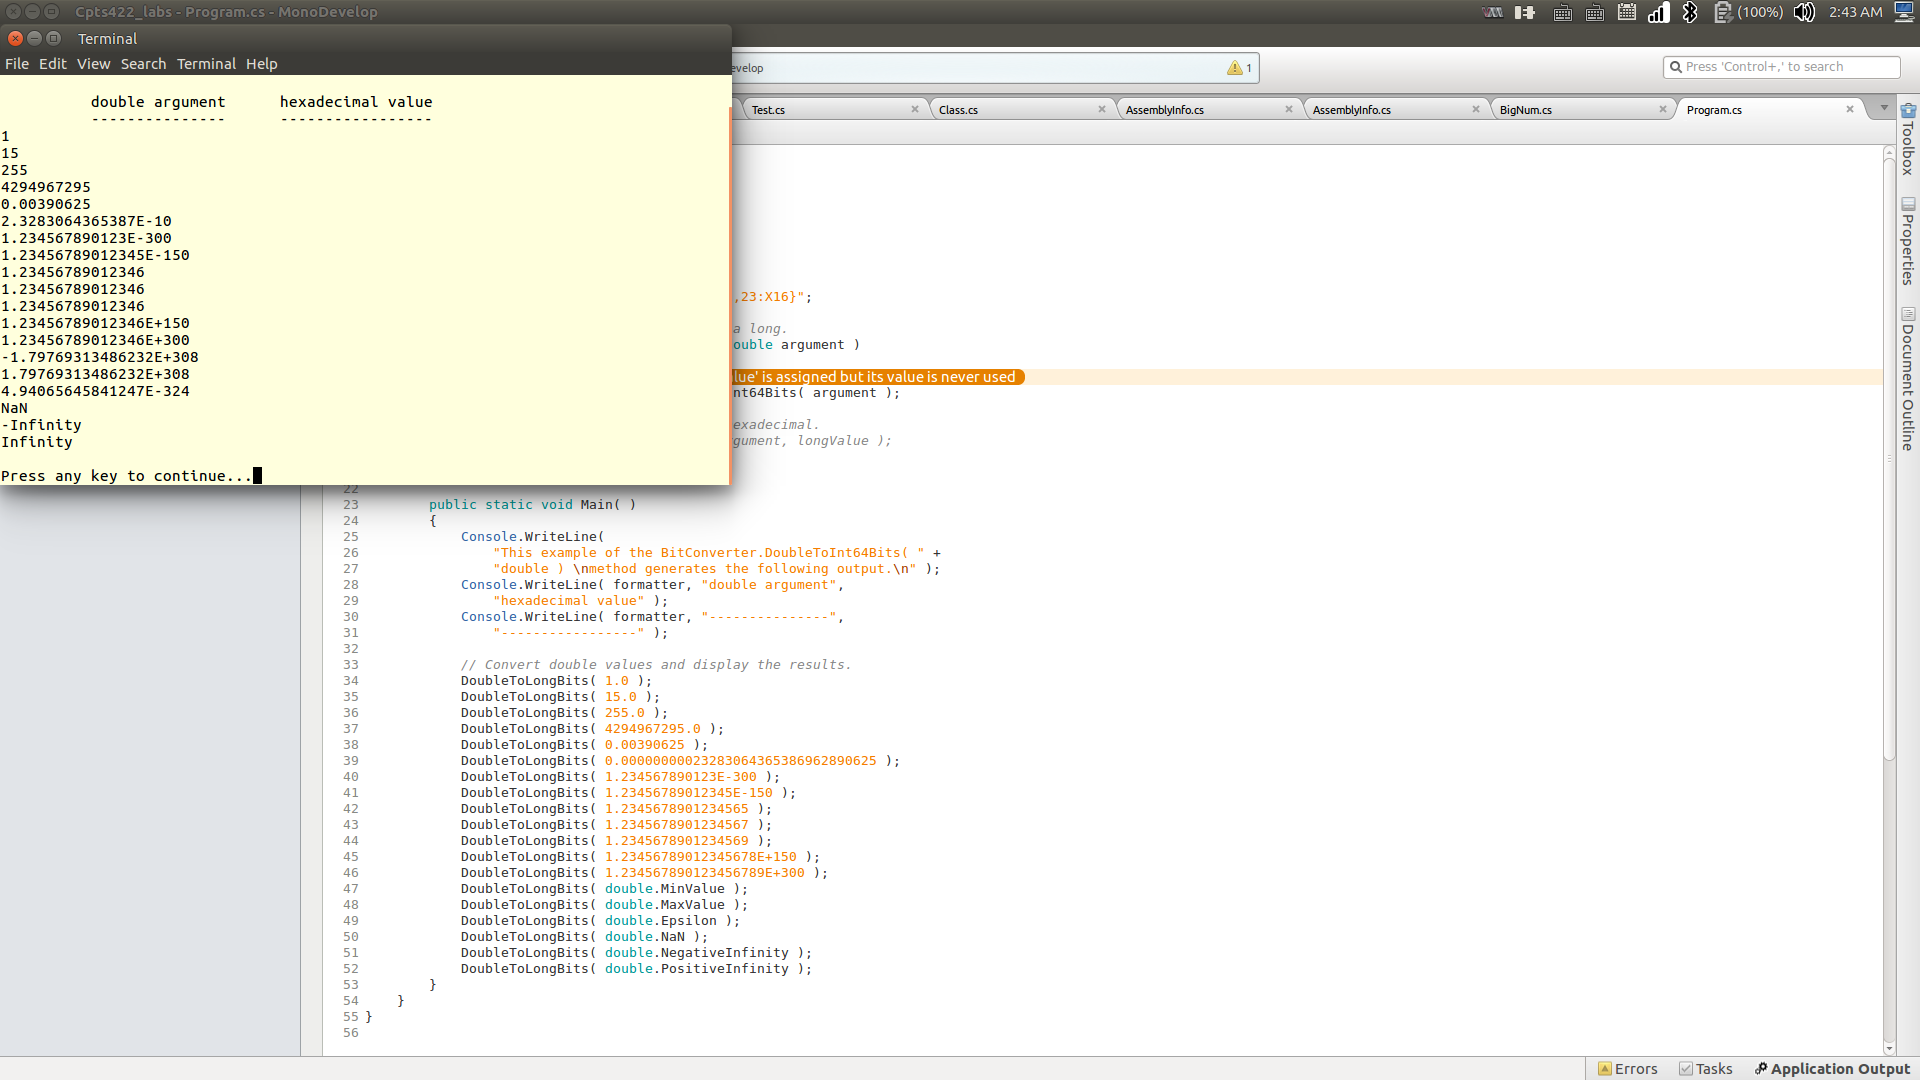 Cpts422_labs - Program.cs - MonoDevelop
(100%) 2:43 AM
Terminal
File Edit View Search Terminal Help
double argument hexadecimal value
--------------- -----------------
1
15
255
4294967295
0.00390625
2.3283064365387E-10
1.234567890123E-300
1.23456789012345E-150
1.23456789012346
1.23456789012346
1.23456789012346
1.23456789012346E+150
1.23456789012346E+300
-1.79769313486232E+308
1.79769313486232E+308
4.94065645841247E-324
NaN
-Infinity
Infinity
Press any key to continue...
evelop 1
Press 'Control+,' to search
Test.cs Class.cs AssemblyInfo.cs AssemblyInfo.cs BigNum.cs Program.cs
,23:X16}";
a long.
ouble argument )
lue' is assigned but its value is never used
nt64Bits( argument );
exadecimal.
gument, longValue );
22
23 public static void Main( )
24 {
25 Console.WriteLine(
26 "This example of the BitConverter.DoubleToInt64Bits( " +
27 "double ) \nmethod generates the following output.\n" );
28 Console.WriteLine( formatter, "double argument",
29 "hexadecimal value" );
30 Console.WriteLine( formatter, "---------------",
31 "-----------------" );
32
33 // Convert double values and display the results.
34 DoubleToLongBits( 1.0 );
35 DoubleToLongBits( 15.0 );
36 DoubleToLongBits( 255.0 );
37 DoubleToLongBits( 4294967295.0 );
38 DoubleToLongBits( 0.00390625 );
39 DoubleToLongBits( 0.00000000023283064365386962890625 );
40 DoubleToLongBits( 1.234567890123E-300 );
41 DoubleToLongBits( 1.23456789012345E-150 );
42 DoubleToLongBits( 1.2345678901234565 );
43 DoubleToLongBits( 1.2345678901234567 );
44 DoubleToLongBits( 1.2345678901234569 );
45 DoubleToLongBits( 1.23456789012345678E+150 );
46 DoubleToLongBits( 1.234567890123456789E+300 );
47 DoubleToLongBits( double.MinValue );
48 DoubleToLongBits( double.MaxValue );
49 DoubleToLongBits( double.Epsilon );
50 DoubleToLongBits( double.NaN );
51 DoubleToLongBits( double.NegativeInfinity );
52 DoubleToLongBits( double.PositiveInfinity );
53 }
54 }
55 }
56
Toolbox
Properties
Document Outline
Errors Tasks Application Output